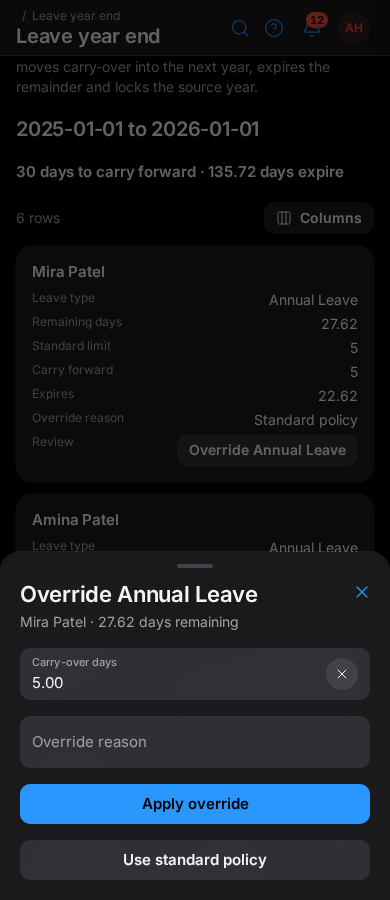 / Leave year end
Leave year end
12
AH
moves carry-over into the next year, expires the
remainder and locks the source year.
2025-01-01 to 2026-01-01
30 days to carry forward · 135.72 days expire
6 rows
Columns
Mira Patel
Leave type
Annual Leave
Remaining days
27.62
Standard limit
5
Carry forward
5
Expires
22.62
Override reason
Standard policy
Review
Override Annual Leave
Amina Patel
Leave type
Annual Leave
Override Annual Leave
Mira Patel · 27.62 days remaining
Carry-over days
5.00
Override reason
Apply override
Use standard policy